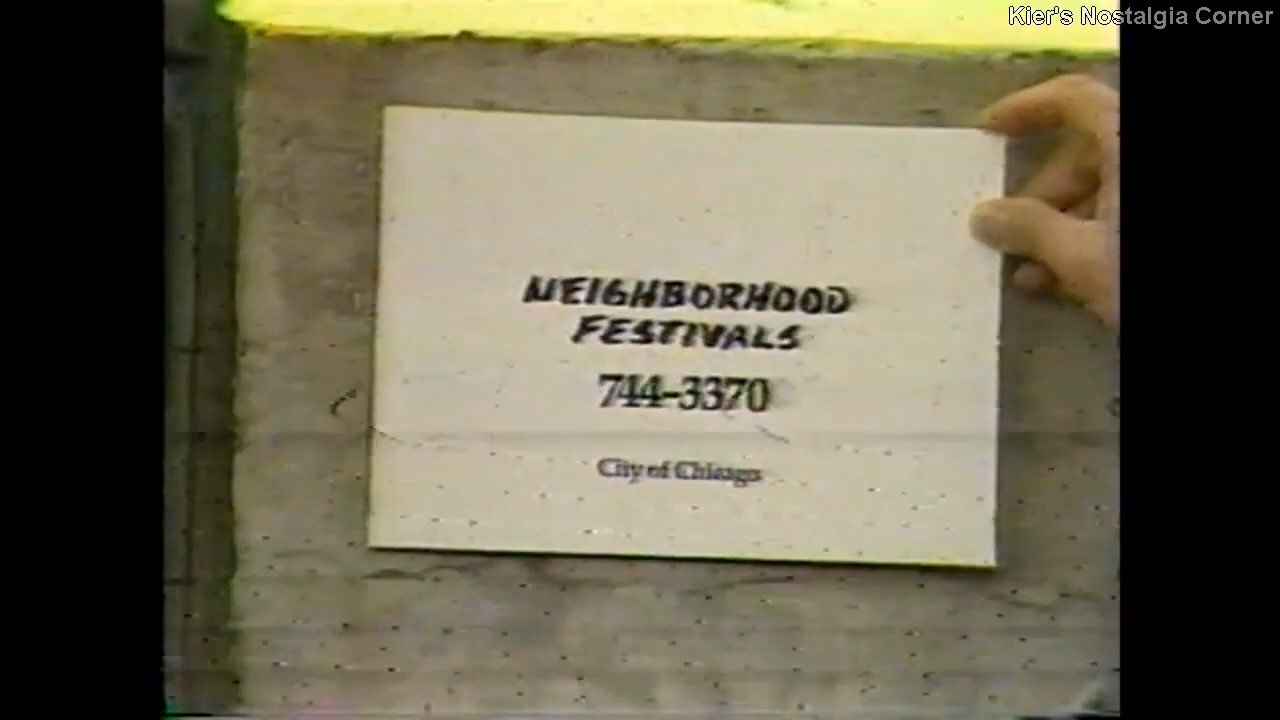 Kier's Nostalgia Corner
NEIGHBORHOOD
FESTIVALS
744-3370
City of Chicago